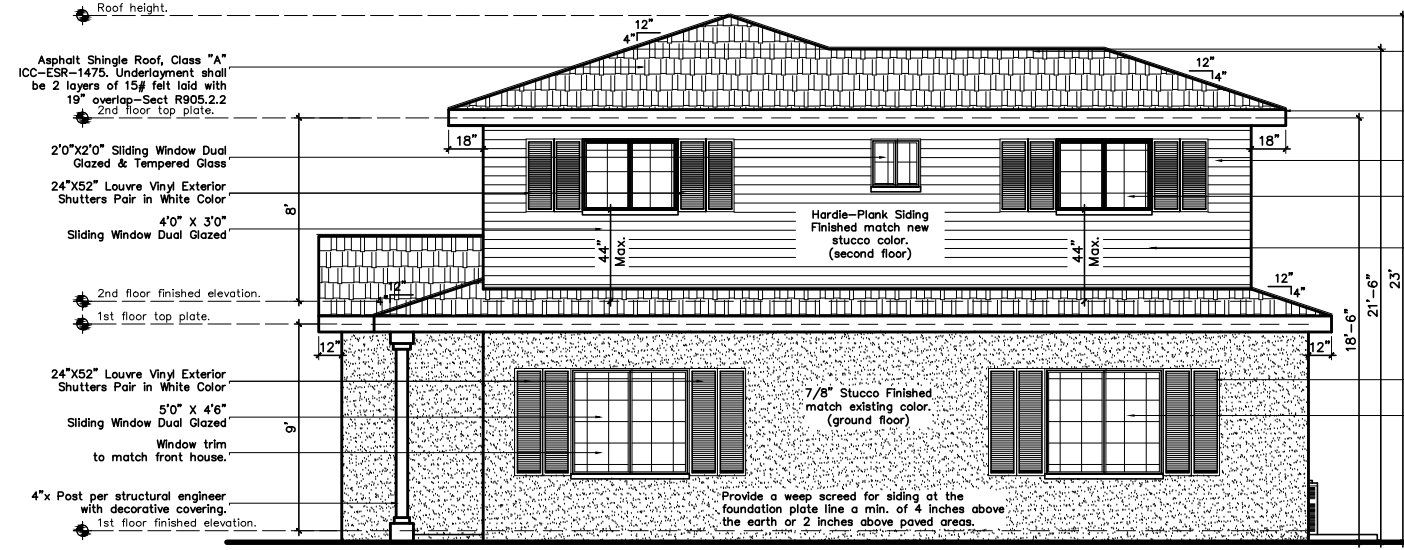 Roof height.
12"
4"
Asphalt Shingle Roof, Class "A"
ICC-ESR-1475. Underlayment shall
be 2 layers of 15# felt laid with
19" overlap-Sect R905.2.2
12"
4"
2nd floor top plate.
18"
18"
2'0"X2'0" Sliding Window Dual
Glazed & Tempered Glass
24"X52" Louvre Vinyl Exterior
Shutters Pair in White Color
4'0" X 3'0"
Sliding Window Dual Glazed
8'
44"
Max.
Hardie-Plank Siding
Finished match new
stucco color.
(second floor)
44"
Max.
12"
4"
12"
4"
2nd floor finished elevation.
1st floor top plate.
18'-6"
21'-6"
23'
12"
12"
24"X52" Louvre Vinyl Exterior
Shutters Pair in White Color
5'0" X 4'6"
Sliding Window Dual Glazed
Window trim
to match front house.
9'
7/8" Stucco Finished
match existing color.
(ground floor)
4"x Post per structural engineer
with decorative covering.
1st floor finished elevation.
Provide a weep screed for siding at the
foundation plate line a min. of 4 inches above
the earth or 2 inches above paved areas.